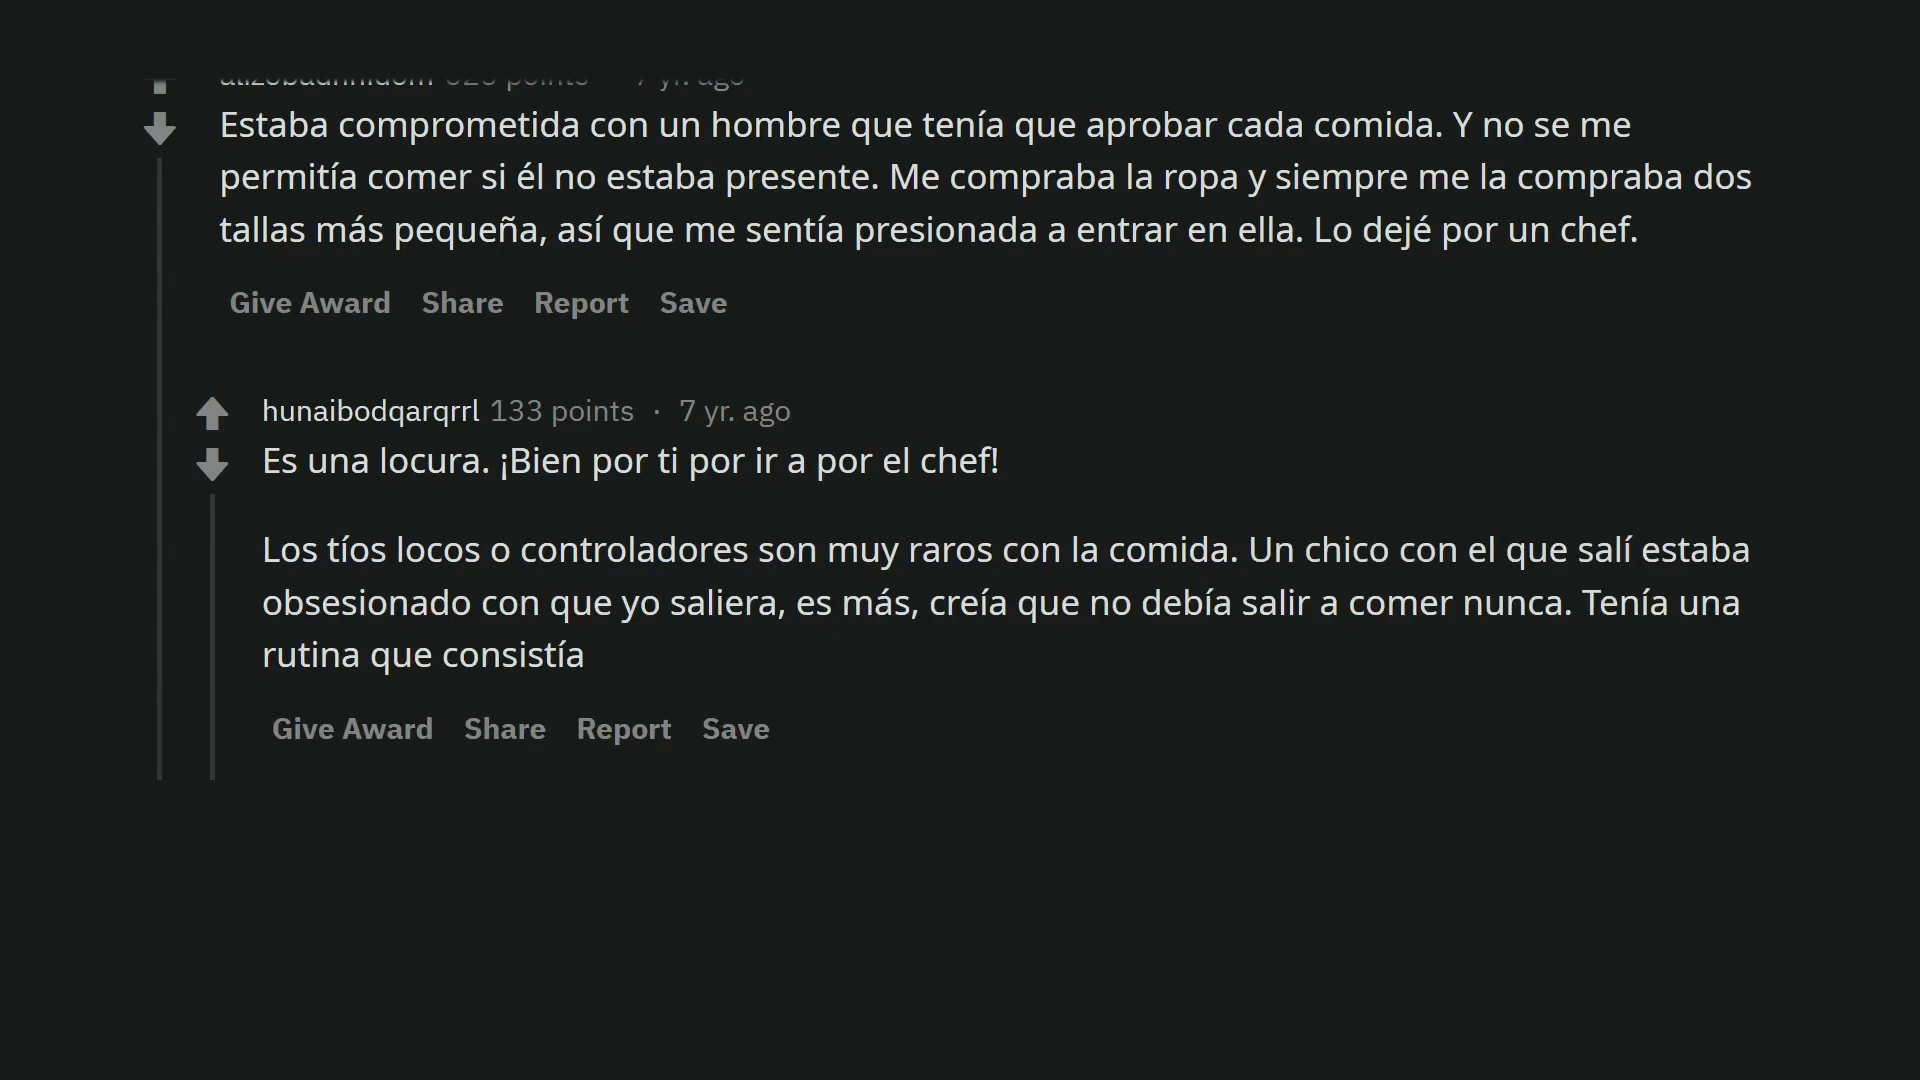 Estaba comprometida con un hombre que tenía que aprobar cada comida. Y no se me
permitía comer si él no estaba presente. Me compraba la ropa y siempre me la compraba dos
tallas más pequeña, así que me sentía presionada a entrar en ella. Lo dejé por un chef.
Give Award Share Report Save
hunaibodqarqrrl 133 points · 7 yr. ago
Es una locura. ¡Bien por ti por ir a por el chef!
Los tíos locos o controladores son muy raros con la comida. Un chico con el que salí estaba
obsesionado con que yo saliera, es más, creía que no debía salir a comer nunca. Tenía una
rutina que consistía
Give Award Share Report Save